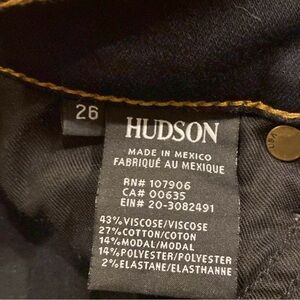 26
HUDSON
MADE IN MEXICO
FABRIQUÉ AU MEXIQUE
RN# 107906
CA# 00635
EIN# 20-3082491
43% VISCOSE/VISCOSE
27% COTTON/COTON
14% MODAL/MODAL
14% POLYESTER/POLYESTER
2% ELASTANE/ELASTHANNE